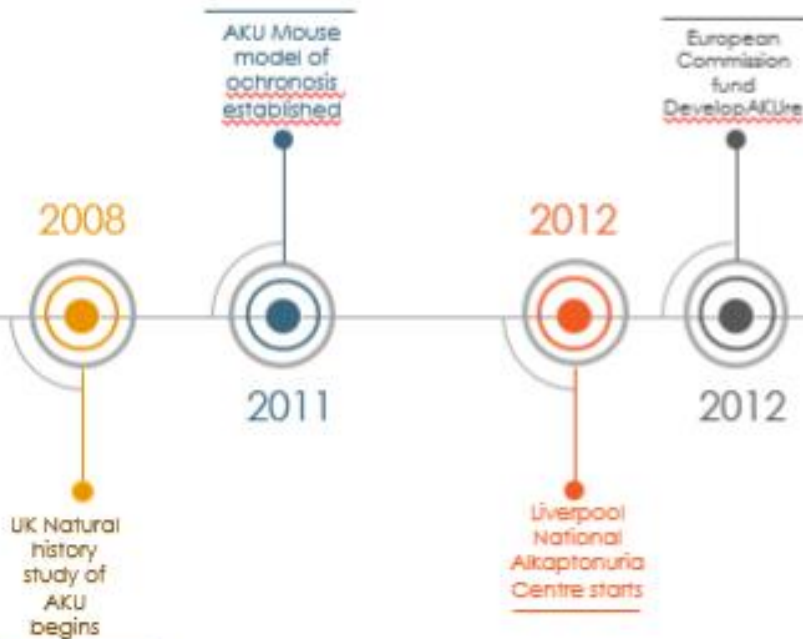 AKU Mouse
model of
ochronosis
established
European
Commission
fund
DevelopAKUre
2008
2012
2011
2012
UK Natural
history
study of
AKU
begins
Liverpool
National
Alkaptonuria
Centre starts